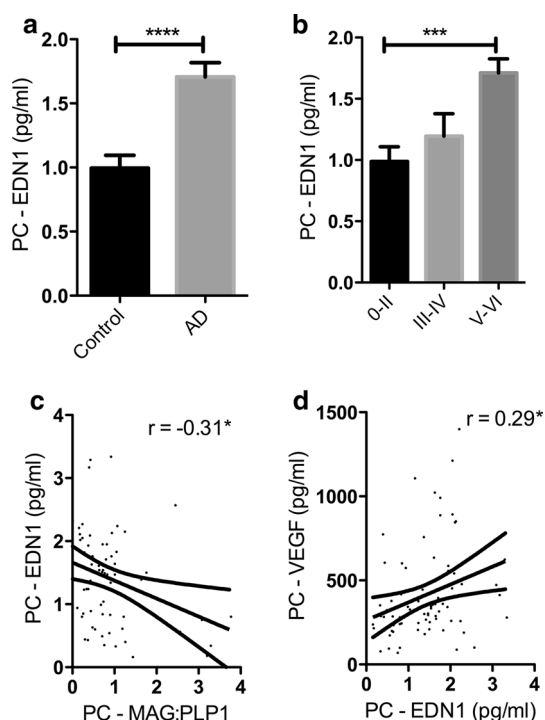 a
****
PC - EDN1 (pg/ml)
2.0
1.5
1.0
0.5
0.0
Control
AD
b
***
PC - EDN1 (pg/ml)
2.0
1.5
1.0
0.5
0.0
0-II
III-IV
V-VI
c
r = -0.31*
PC - EDN1 (pg/ml)
4
3
2
1
0
0 1 2 3 4
PC - MAG:PLP1
d
r = 0.29*
PC - VEGF (pg/ml)
1500
1000
500
0
0 1 2 3 4
PC - EDN1 (pg/ml)